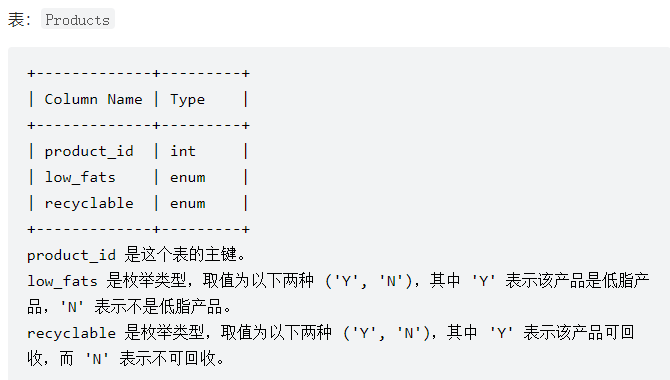 表：Products
+-------------+---------+
| Column Name | Type    |
+-------------+---------+
| product_id  | int     |
| low_fats    | enum    |
| recyclable  | enum    |
+-------------+---------+
product_id 是这个表的主键。
low_fats 是枚举类型，取值为以下两种 ('Y', 'N')，其中 'Y' 表示该产品是低脂产
品，'N' 表示不是低脂产品。
recyclable 是枚举类型，取值为以下两种 ('Y', 'N')，其中 'Y' 表示该产品可回
收，而 'N' 表示不可回收。